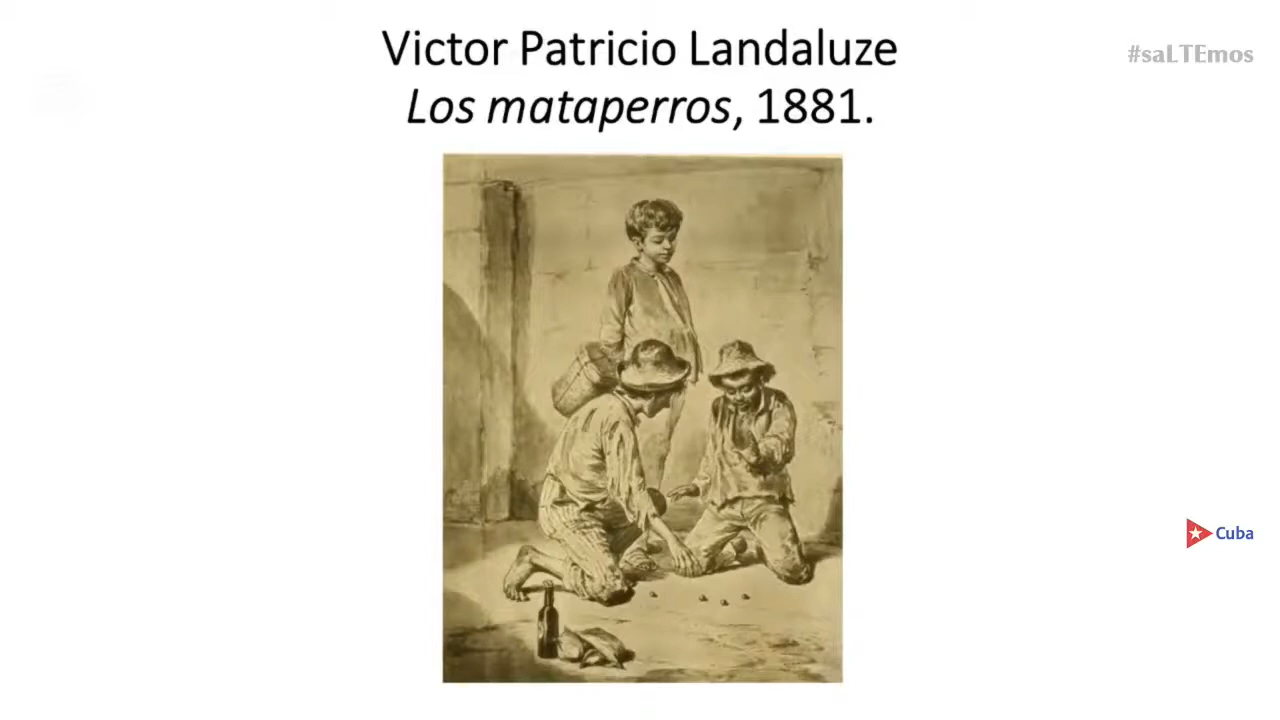 Victor Patricio Landaluze
Los mataperros, 1881.
#saLTEmos
Cuba